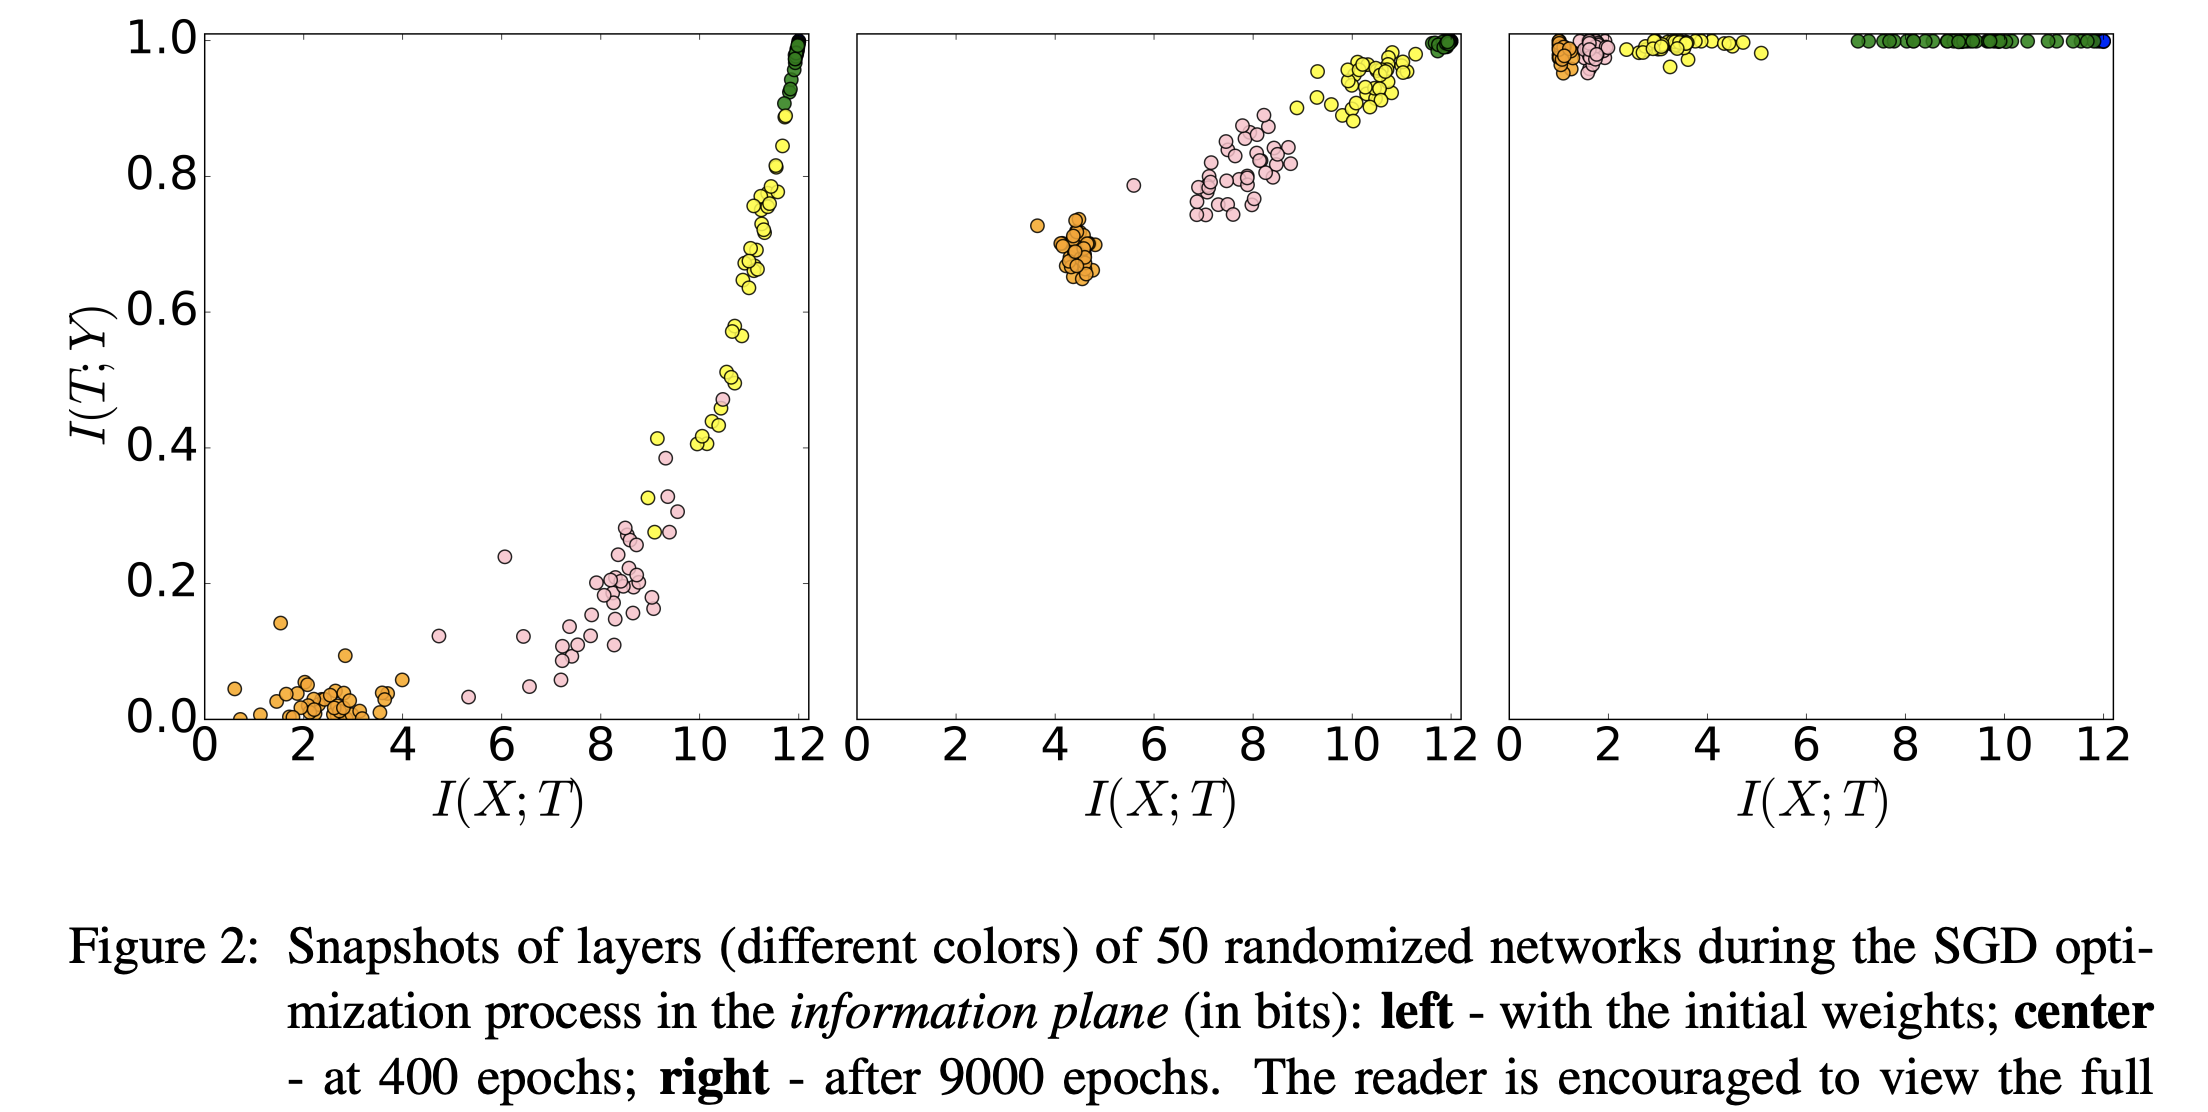 1.0
0.8
0.6
0.4
0.2
0.0
I(T; Y)
0 2 4 6 8 10 12 0 2 4 6 8 10 12 0 2 4 6 8 10 12
I(X; T) I(X; T) I(X; T)
Figure 2: Snapshots of layers (different colors) of 50 randomized networks during the SGD opti-
mization process in the information plane (in bits): left - with the initial weights; center
- at 400 epochs; right - after 9000 epochs. The reader is encouraged to view the full